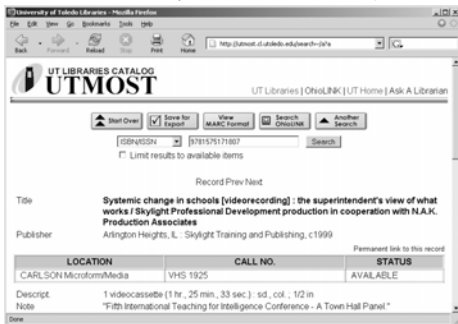 University of Toledo Libraries - Mozilla Firefox
File Edit View Go Bookmarks Tools Help
Back Forward Reload Stop Print Home http://utmost.cl.utoledo.edu/search~/a?a
UT LIBRARIES CATALOG
UTMOST
UT Libraries | OhioLINK | UT Home | Ask A Librarian
Start Over Save for Export View MARC Format Search OhioLINK Another Search
ISBN/ISSN 9781575171807 Search
Limit results to available items
Record Prev Next
Title Systemic change in schools [videorecording] : the superintendent's view of what
works / Skylight Professional Development production in cooperation with N.A.K.
Production Associates
Publisher Arlington Heights, IL : Skylight Training and Publishing, c1999
Permanent link to this record
LOCATION CALL NO. STATUS
CARLSON Microform/Media VHS 1925 AVAILABLE
Descript. 1 videocassette (1 hr., 25 min., 33 sec.) : sd., col. ; 1/2 in
Note "Fifth International Teaching for Intelligence Conference - A Town Hall Panel."
Done